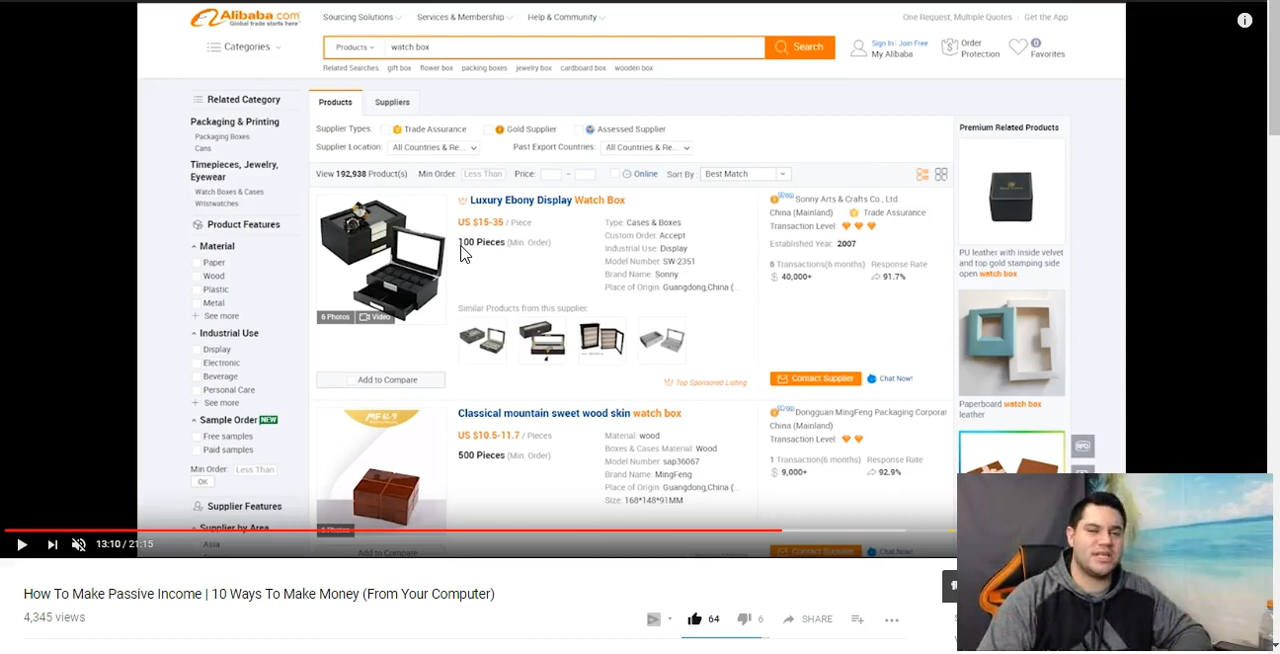 Alibaba.com
Global trade starts here™
Sourcing Solutions
Services & Membership
Help & Community
One Request, Multiple Quotes
Get the App
Categories
Products
watch box
Search
Sign In | Join Free
My Alibaba
Order
Protection
0
Favorites
Related Searches: gift box flower box packing boxes jewelry box cardboard box wooden box
Related Category
Packaging & Printing
Packaging Boxes
Cans
Timepieces, Jewelry,
Eyewear
Watch Boxes & Cases
Wristwatches
Product Features
Material
Paper
Wood
Plastic
Metal
See more
Industrial Use
Display
Electronic
Beverage
Personal Care
See more
Sample Order NEW
Free samples
Paid samples
Min Order: Less Than
OK
Supplier Features
Supplier by Area
Asia
Products
Suppliers
Supplier Types: Trade Assurance Gold Supplier Assessed Supplier
Supplier Location: All Countries & Re... Past Export Countries: All Countries & Re...
View 192,938 Product(s) Min Order: Less Than Price: - Online Sort By : Best Match
Luxury Ebony Display Watch Box
US $15-35 / Piece
100 Pieces (Min. Order)
Type: Cases & Boxes
Custom Order: Accept
Industrial Use: Display
Model Number: SW-2351
Brand Name: Sonny
Place of Origin: Guangdong,China (...
6 Photos
Video
Similar Products from this supplier.
Add to Compare
Top Sponsored Listing
Sonny Arts & Crafts Co., Ltd.
China (Mainland)
Trade Assurance
Transaction Level:
Established Year: 2007
6 Transactions(6 months) Response Rate
$ 40,000+ 91.7%
Contact Supplier
Chat Now!
Classical mountain sweet wood skin watch box
US $10.5-11.7 / Pieces
500 Pieces (Min. Order)
Material: wood
Boxes & Cases Material: Wood
Model Number: sap36067
Brand Name: MingFeng
Place of Origin: Guangdong,China (...
Size: 168*148*91MM
Add to Compare
Dongguan MingFeng Packaging Corporat
China (Mainland)
Transaction Level:
1 Transaction(6 months) Response Rate
$ 9,000+ 92.9%
Contact Supplier
Chat Now!
Premium Related Products
PU leather with inside velvet
and top gold stamping side
open watch box
Paperboard watch box
leather
13:10 / 21:15
How To Make Passive Income | 10 Ways To Make Money (From Your Computer)
4,345 views
64
6
SHARE